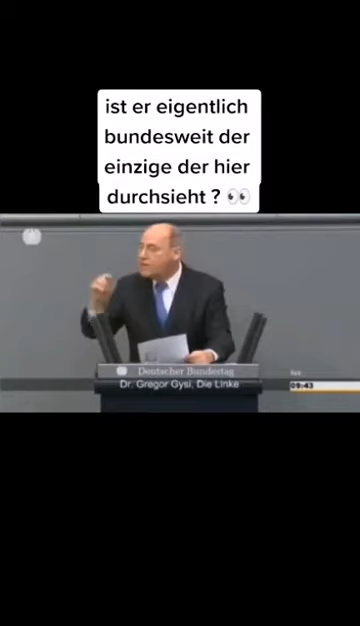 ist er eigentlich
bundesweit der
einzige der hier
durchsieht ? 👀
Deutscher Bundestag
Dr. Gregor Gysi, Die Linke
09:43